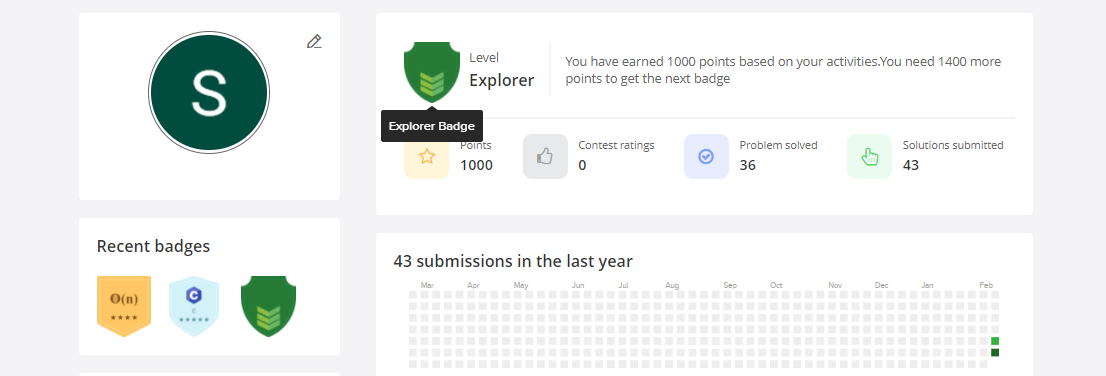 S
Level
Explorer
You have earned 1000 points based on your activities.You need 1400 more
points to get the next badge
Explorer Badge
Points
1000
Contest ratings
0
Problem solved
36
Solutions submitted
43
Recent badges
O(n)
C
C
43 submissions in the last year
Mar Apr May Jun Jul Aug Sep Oct Nov Dec Jan Feb